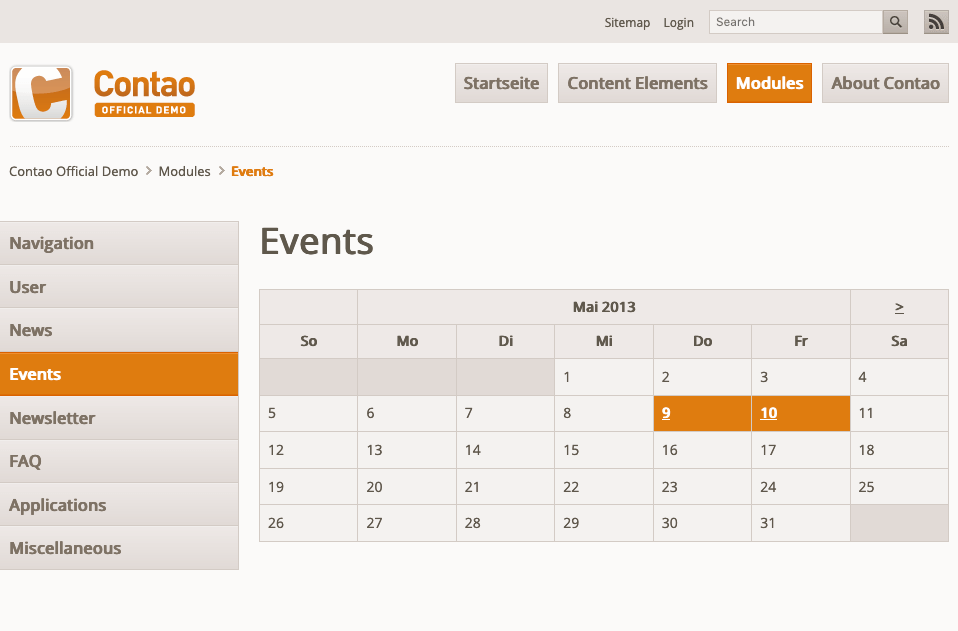 Sitemap Login Search
Contao
OFFICIAL DEMO
Startseite Content Elements Modules About Contao
Contao Official Demo > Modules > Events
Navigation
User
News
Events
Newsletter
FAQ
Applications
Miscellaneous
Events
Mai 2013 >
So Mo Di Mi Do Fr Sa
1 2 3 4
5 6 7 8 9 10 11
12 13 14 15 16 17 18
19 20 21 22 23 24 25
26 27 28 29 30 31